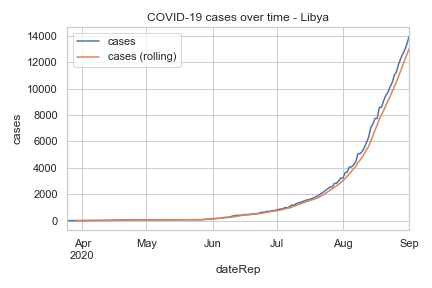 COVID-19 cases over time - Libya
cases
cases (rolling)
14000
12000
10000
8000
6000
4000
2000
0
cases
Apr
2020
May
Jun
Jul
Aug
Sep
dateRep